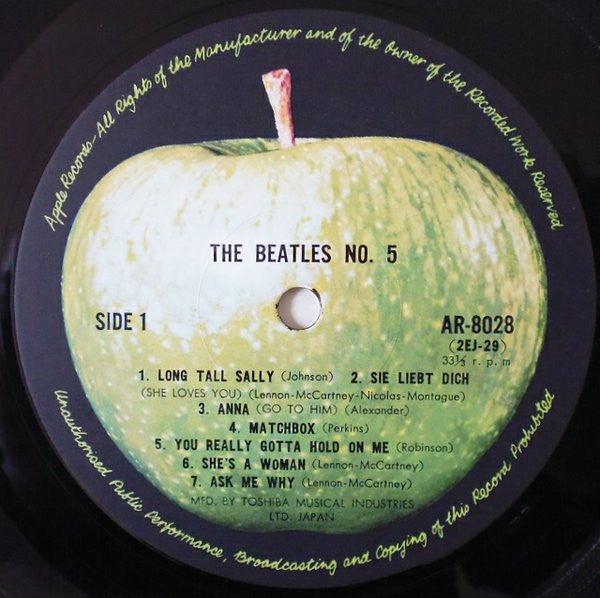 Apple Records-All Rights of the Manufacturer and of the Owner of the Recorded Work Reserved
THE BEATLES NO. 5
SIDE 1
AR-8028
(2EJ-29)
33⅓ r. p. m
1. LONG TALL SALLY (Johnson) 2. SIE LIEBT DICH
(SHE LOVES YOU) (Lennon-McCartney-Nicolas-Montague)
3. ANNA (GO TO HIM) (Alexander)
4. MATCHBOX (Perkins)
5. YOU REALLY GOTTA HOLD ON ME (Robinson)
6. SHE'S A WOMAN (Lennon-McCartney)
7. ASK ME WHY (Lennon-McCartney)
MFD. BY TOSHIBA MUSICAL INDUSTRIES
LTD. JAPAN
Unauthorised Public Performance, Broadcasting and Copying of this Record Prohibited